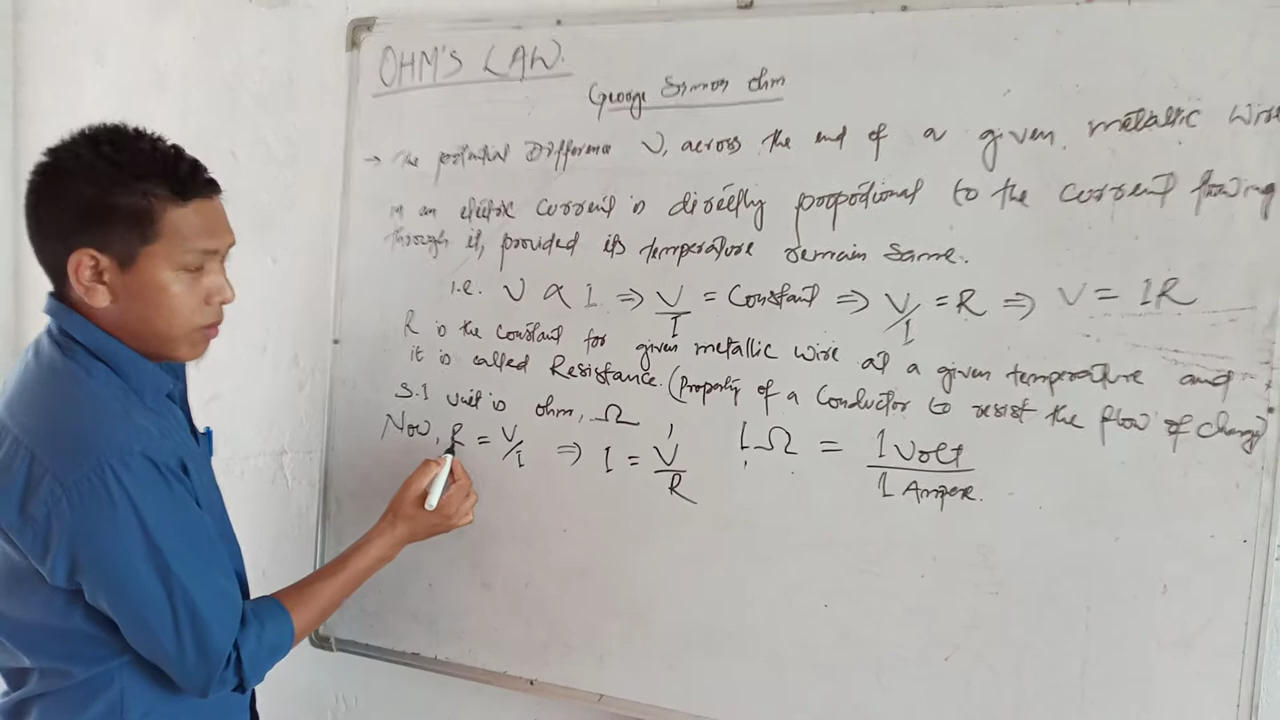 OHM'S LAW.
George Simon Ohm
→ The potential Difference V, across the end of a given metallic wire
in an electric current is directly propotional to the current flowing
through it, provided its temperature remain same.
i.e. V ∝ I ⇒ V/I = Constant ⇒ V/I = R ⇒ V = IR
R is the constant for given metallic wire at a given temperature and
it is called Resistance. (Property of a Conductor to resist the flow of charge)
S.I unit is ohm, Ω
Now, R = V/I ⇒ I = V/R 1 Ω = 1 Volt / 1 Ampere.